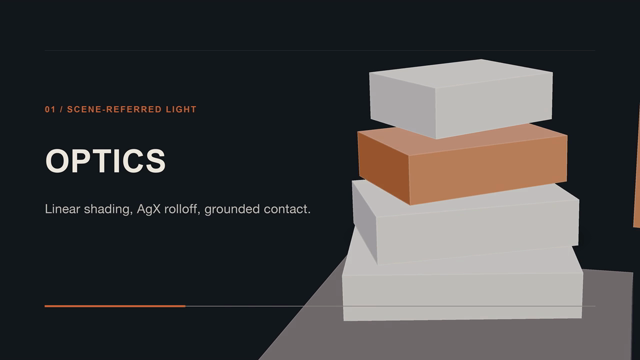 01 / SCENE-REFERRED LIGHT
OPTICS
Linear shading, AgX rolloff, grounded contact.